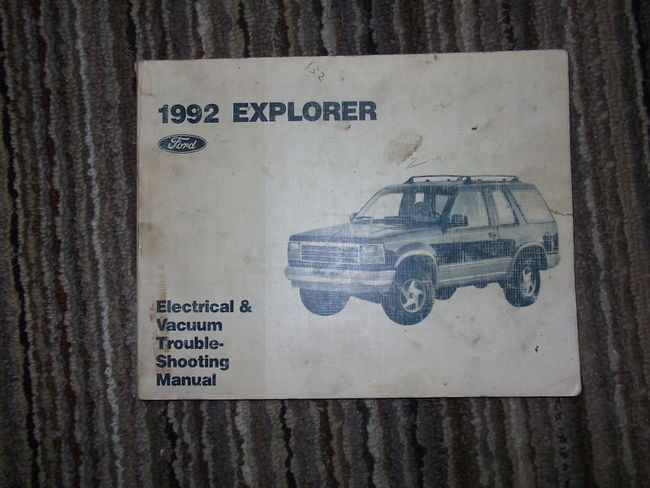 1992 EXPLORER
Ford
Electrical &
Vacuum
Trouble-
Shooting
Manual